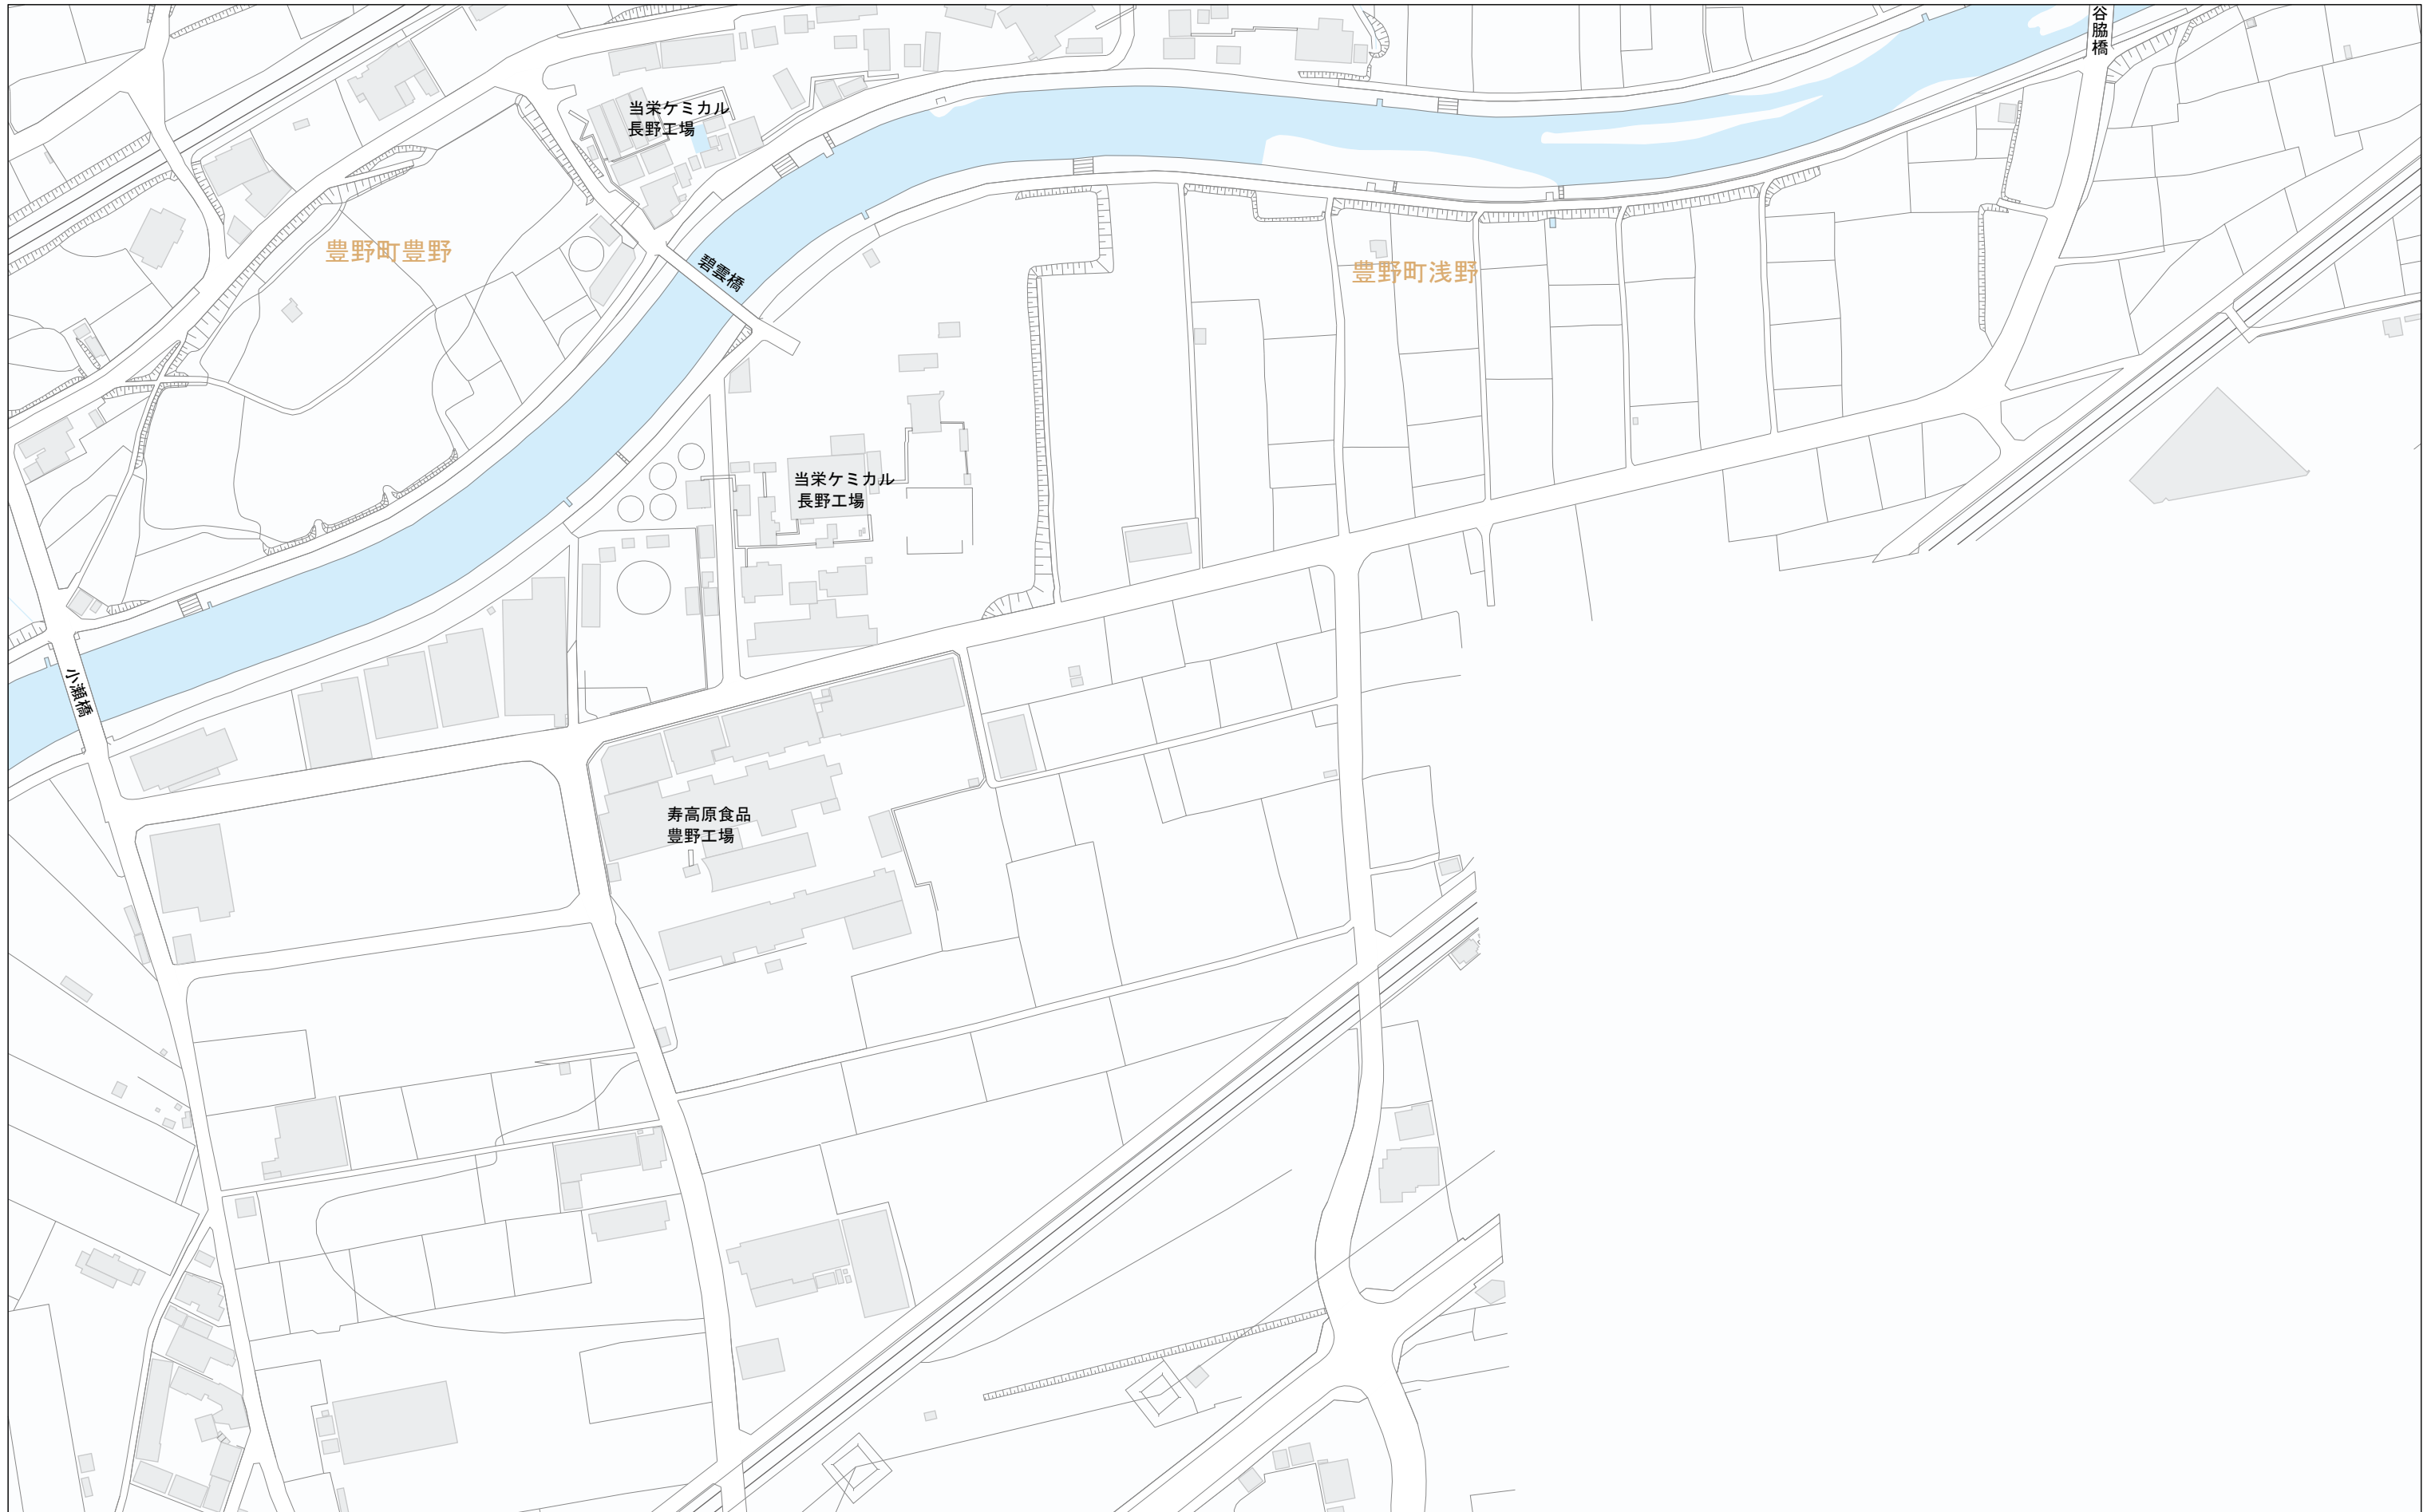 谷脇橋
当栄ケミカル
長野工場
豊野町豊野
碧雲橋
豊野町浅野
当栄ケミカル
長野工場
小瀬橋
寿高原食品
豊野工場